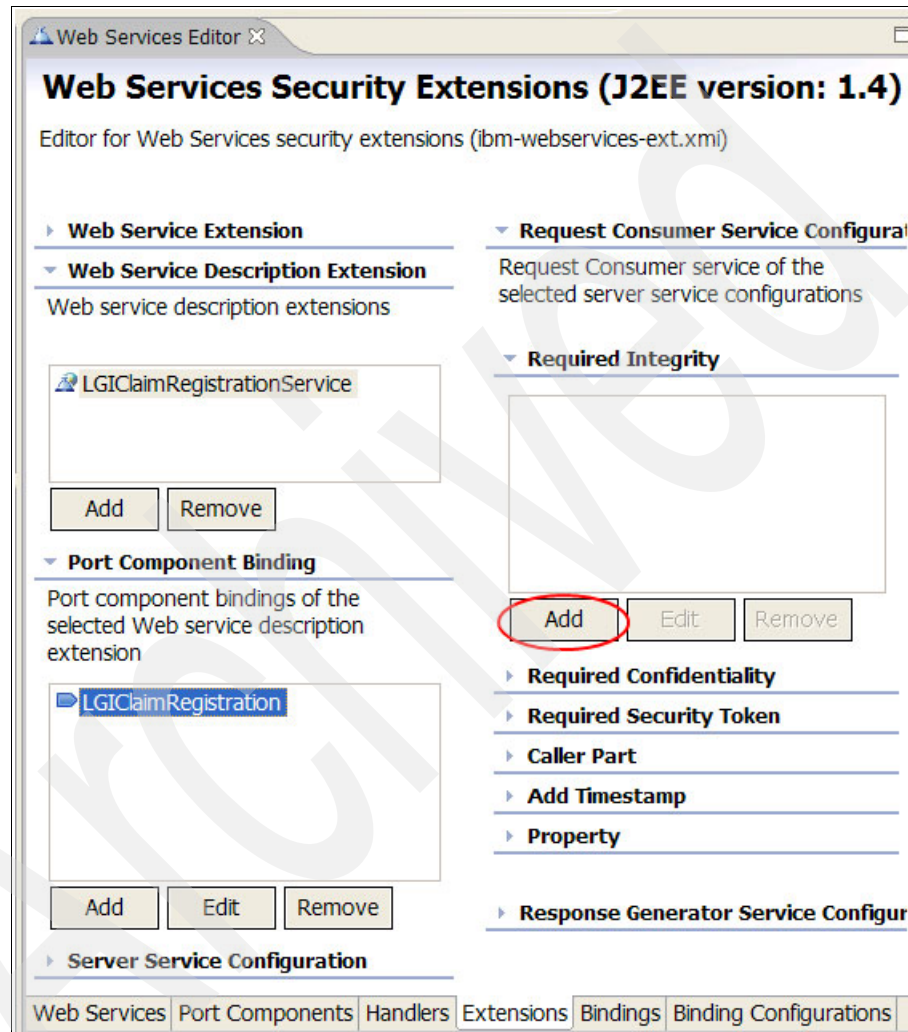 Web Services Editor
Web Services Security Extensions (J2EE version: 1.4)
Editor for Web Services security extensions (ibm-webservices-ext.xmi)
Web Service Extension
Web Service Description Extension
Web service description extensions
LGIClaimRegistrationService
Add Remove
Port Component Binding
Port component bindings of the
selected Web service description
extension
LGIClaimRegistration
Add Edit Remove
Server Service Configuration
Request Consumer Service Configurat
Request Consumer service of the
selected server service configurations
Required Integrity
Add Edit Remove
Required Confidentiality
Required Security Token
Caller Part
Add Timestamp
Property
Response Generator Service Configur
Web Services Port Components Handlers Extensions Bindings Binding Configurations
Archived